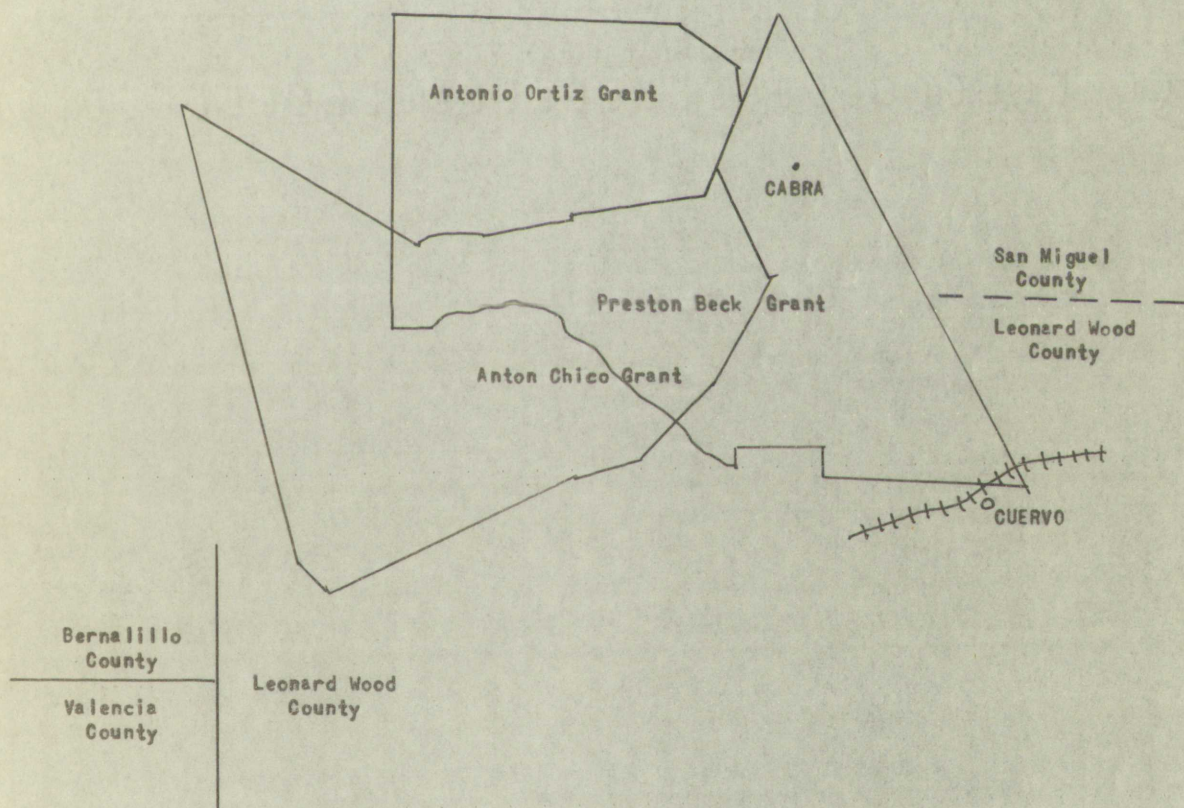 Antonio Ortiz Grant
CABRA
San Miguel
County
Preston Beck Grant
Leonard Wood
County
Anton Chico Grant
CUERVO
Bernalillo
County
Leonard Wood
County
Valencia
County